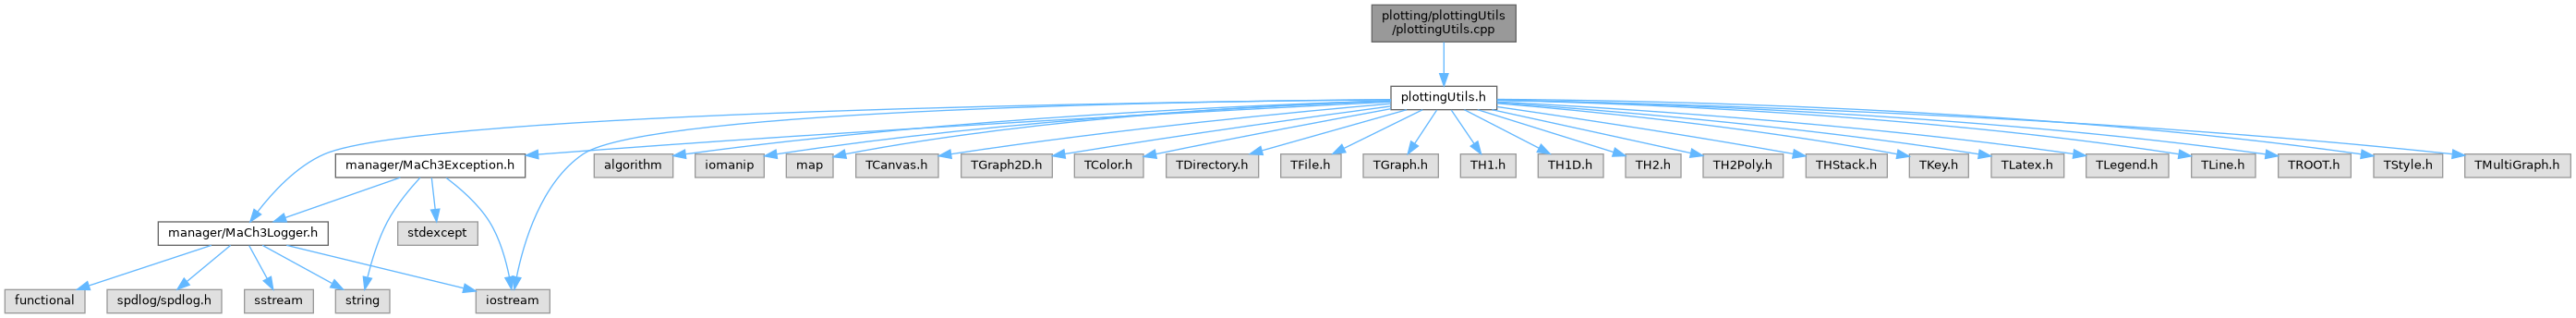 plotting/plottingUtils
/plottingUtils.cpp
plottingUtils.h
manager/MaCh3Exception.h
algorithm
iomanip
map
TCanvas.h
TGraph2D.h
TColor.h
TDirectory.h
TFile.h
TGraph.h
TH1.h
TH1D.h
TH2.h
TH2Poly.h
THStack.h
TKey.h
TLatex.h
TLegend.h
TLine.h
TROOT.h
TStyle.h
TMultiGraph.h
manager/MaCh3Logger.h
stdexcept
functional
spdlog/spdlog.h
sstream
string
iostream